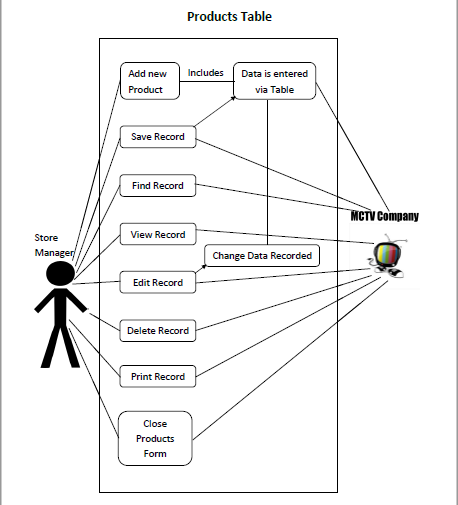 Products Table
Add new
Product
Includes
Data is entered
via Table
Save Record
Find Record
MCTV Company
View Record
Store
Manager
Change Data Recorded
Edit Record
Delete Record
Print Record
Close
Products
Form